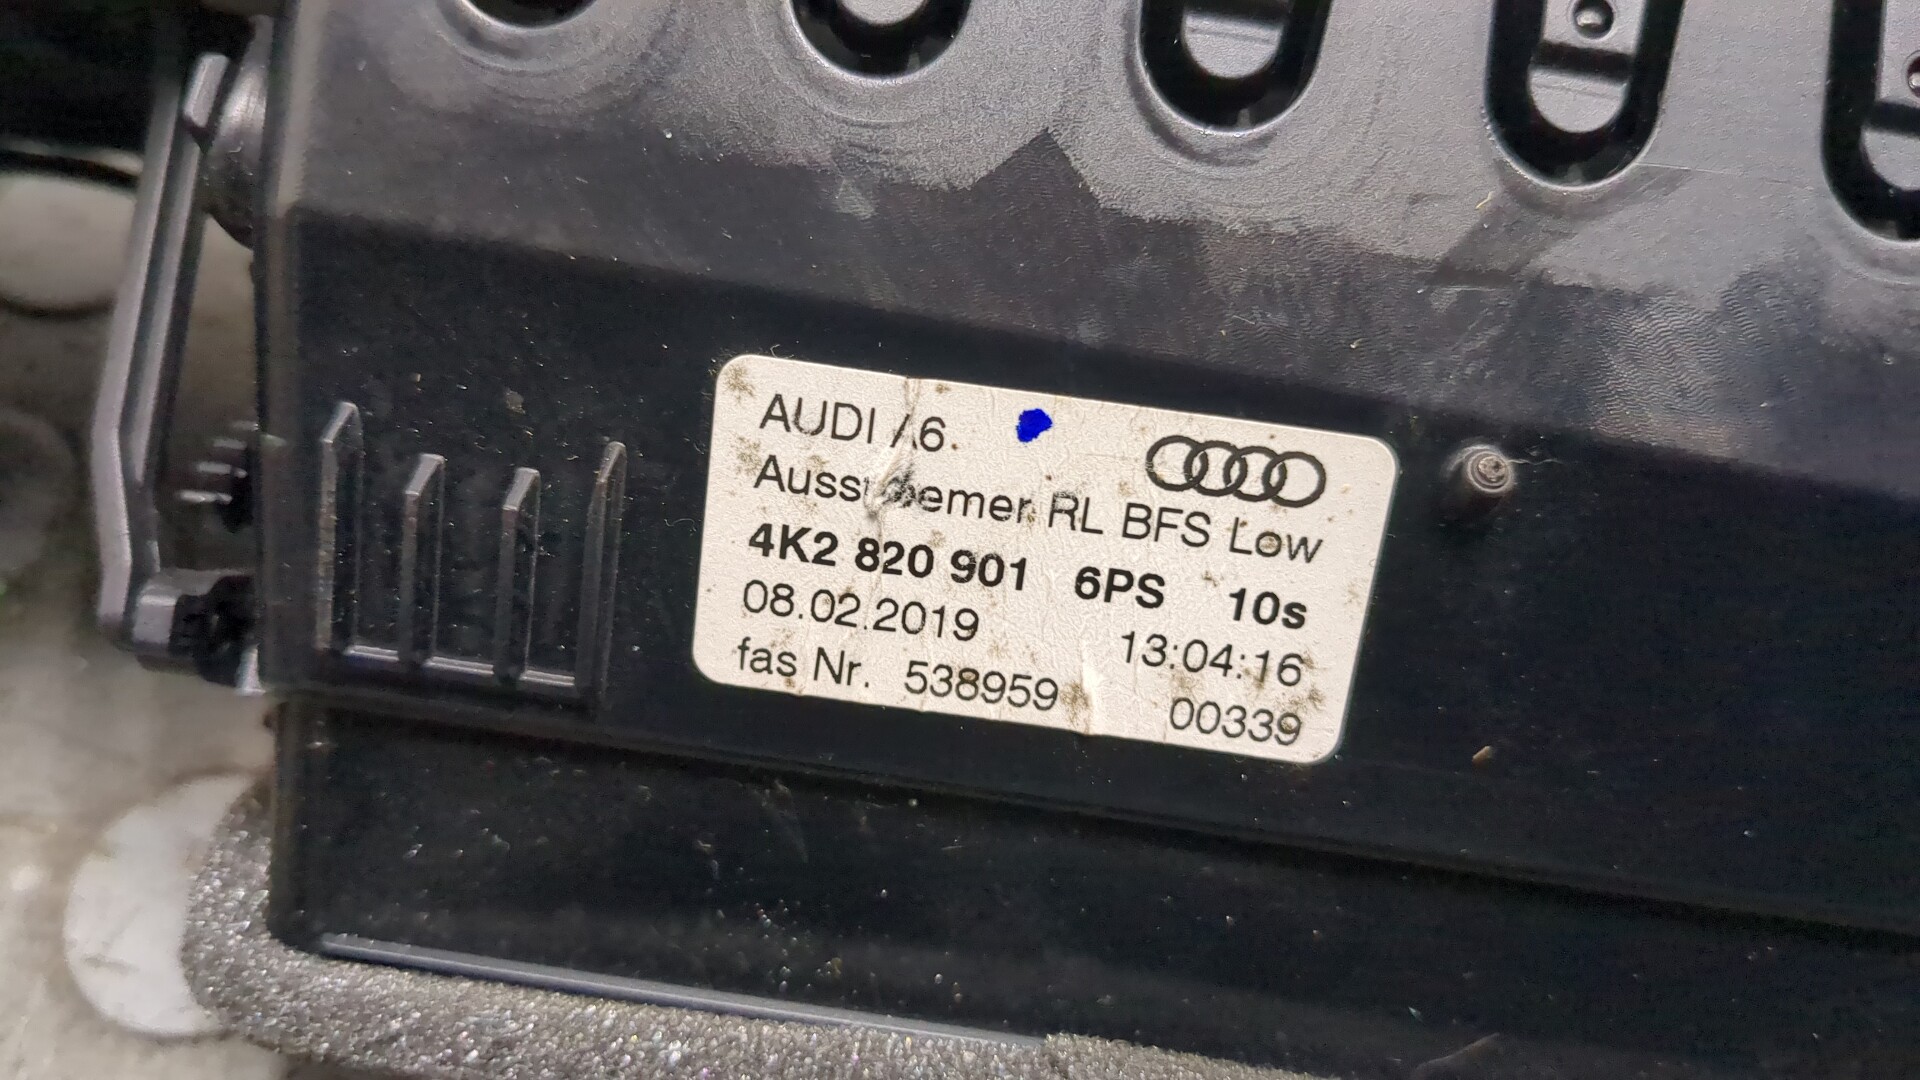 AUDI A6
RL BFS Low
4K2 820 901 6PS 10s
08.02.2019 13:04:16
fas Nr. 538959 00339